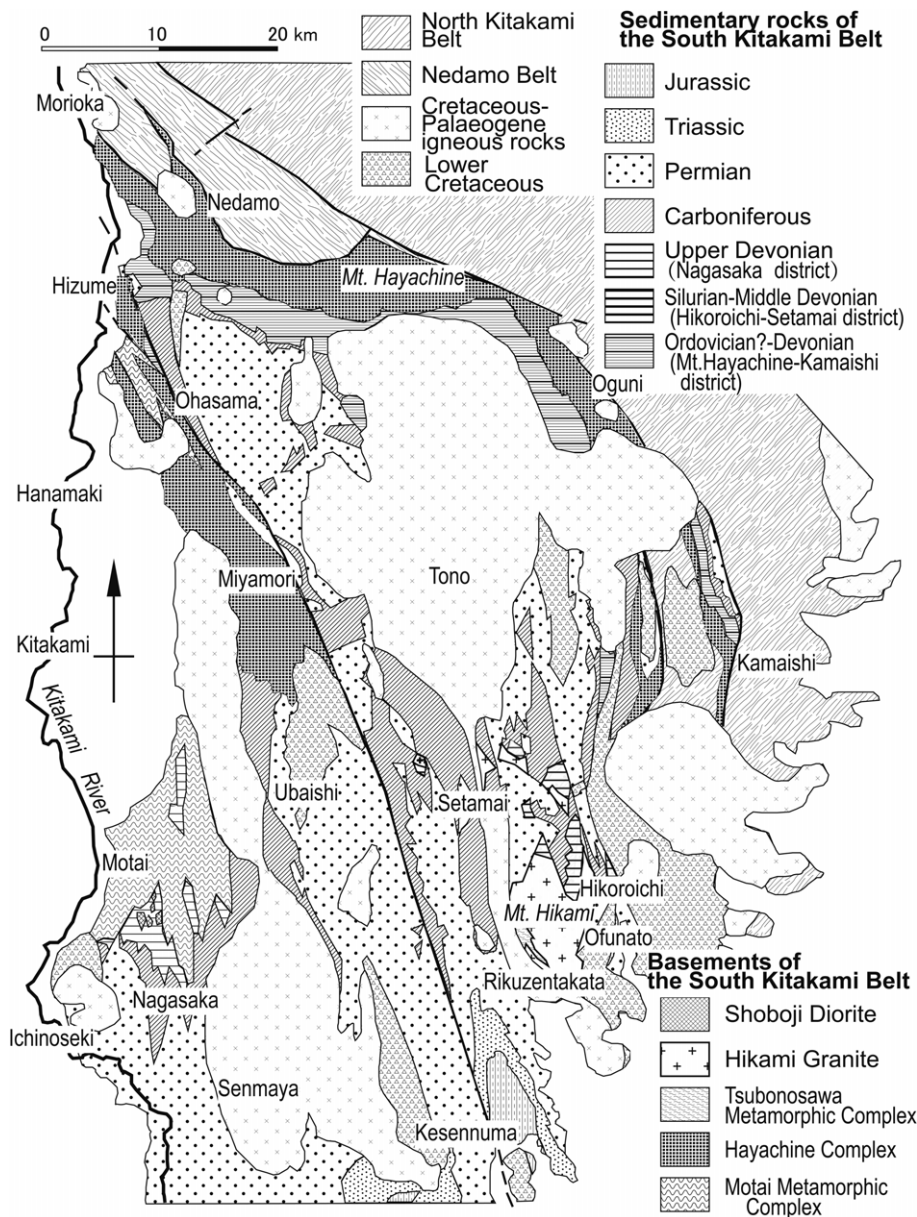 0 10 20 km
North Kitakami
Belt
Nedamo Belt
Cretaceous-
Palaeogene
igneous rocks
Lower
Cretaceous
Sedimentary rocks of
the South Kitakami Belt
Jurassic
Triassic
Permian
Carboniferous
Upper Devonian
(Nagasaka district)
Silurian-Middle Devonian
(Hikoroichi-Setamai district)
Ordovician?-Devonian
(Mt.Hayachine-Kamaishi
district)
Morioka
Nedamo
Mt. Hayachine
Hizume
Oguni
Ohasama
Hanamaki
Miyamori
Tono
Kitakami
Kamaishi
Kitakami River
Ubaishi
Setamai
Motai
Hikoroichi
Mt. Hikami
Ofunato
Rikuzentakata
Nagasaka
Ichinoseki
Senmaya
Kesennuma
Basements of
the South Kitakami Belt
Shoboji Diorite
Hikami Granite
Tsubonosawa
Metamorphic Complex
Hayachine Complex
Motai Metamorphic
Complex